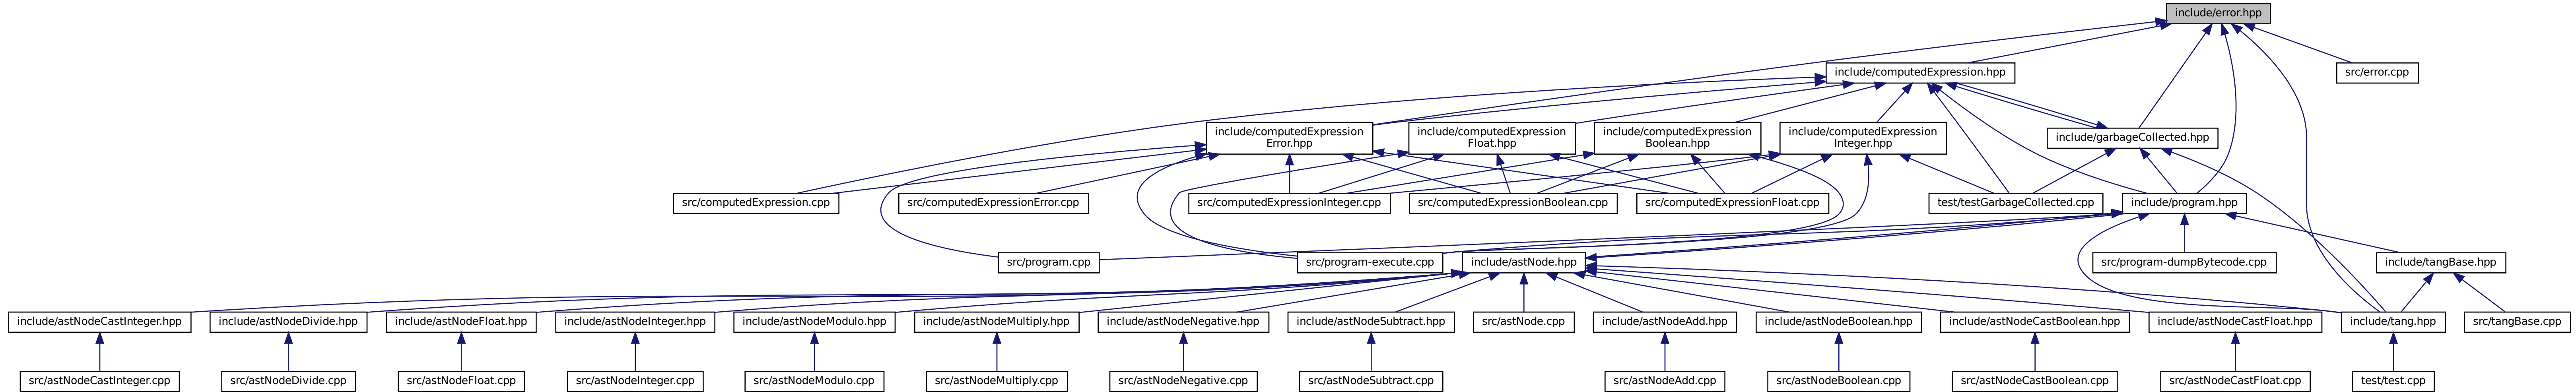 include/error.hpp
include/computedExpression.hpp
src/error.cpp
include/computedExpression
Error.hpp
include/computedExpression
Float.hpp
include/computedExpression
Boolean.hpp
include/computedExpression
Integer.hpp
include/garbageCollected.hpp
src/computedExpression.cpp
src/computedExpressionError.cpp
src/computedExpressionInteger.cpp
src/computedExpressionBoolean.cpp
src/computedExpressionFloat.cpp
test/testGarbageCollected.cpp
include/program.hpp
src/program.cpp
src/program-execute.cpp
include/astNode.hpp
src/program-dumpBytecode.cpp
include/tangBase.hpp
include/astNodeCastInteger.hpp
include/astNodeDivide.hpp
include/astNodeFloat.hpp
include/astNodeInteger.hpp
include/astNodeModulo.hpp
include/astNodeMultiply.hpp
include/astNodeNegative.hpp
include/astNodeSubtract.hpp
src/astNode.cpp
include/astNodeAdd.hpp
include/astNodeBoolean.hpp
include/astNodeCastBoolean.hpp
include/astNodeCastFloat.hpp
include/tang.hpp
src/tangBase.cpp
src/astNodeCastInteger.cpp
src/astNodeDivide.cpp
src/astNodeFloat.cpp
src/astNodeInteger.cpp
src/astNodeModulo.cpp
src/astNodeMultiply.cpp
src/astNodeNegative.cpp
src/astNodeSubtract.cpp
src/astNodeAdd.cpp
src/astNodeBoolean.cpp
src/astNodeCastBoolean.cpp
src/astNodeCastFloat.cpp
test/test.cpp